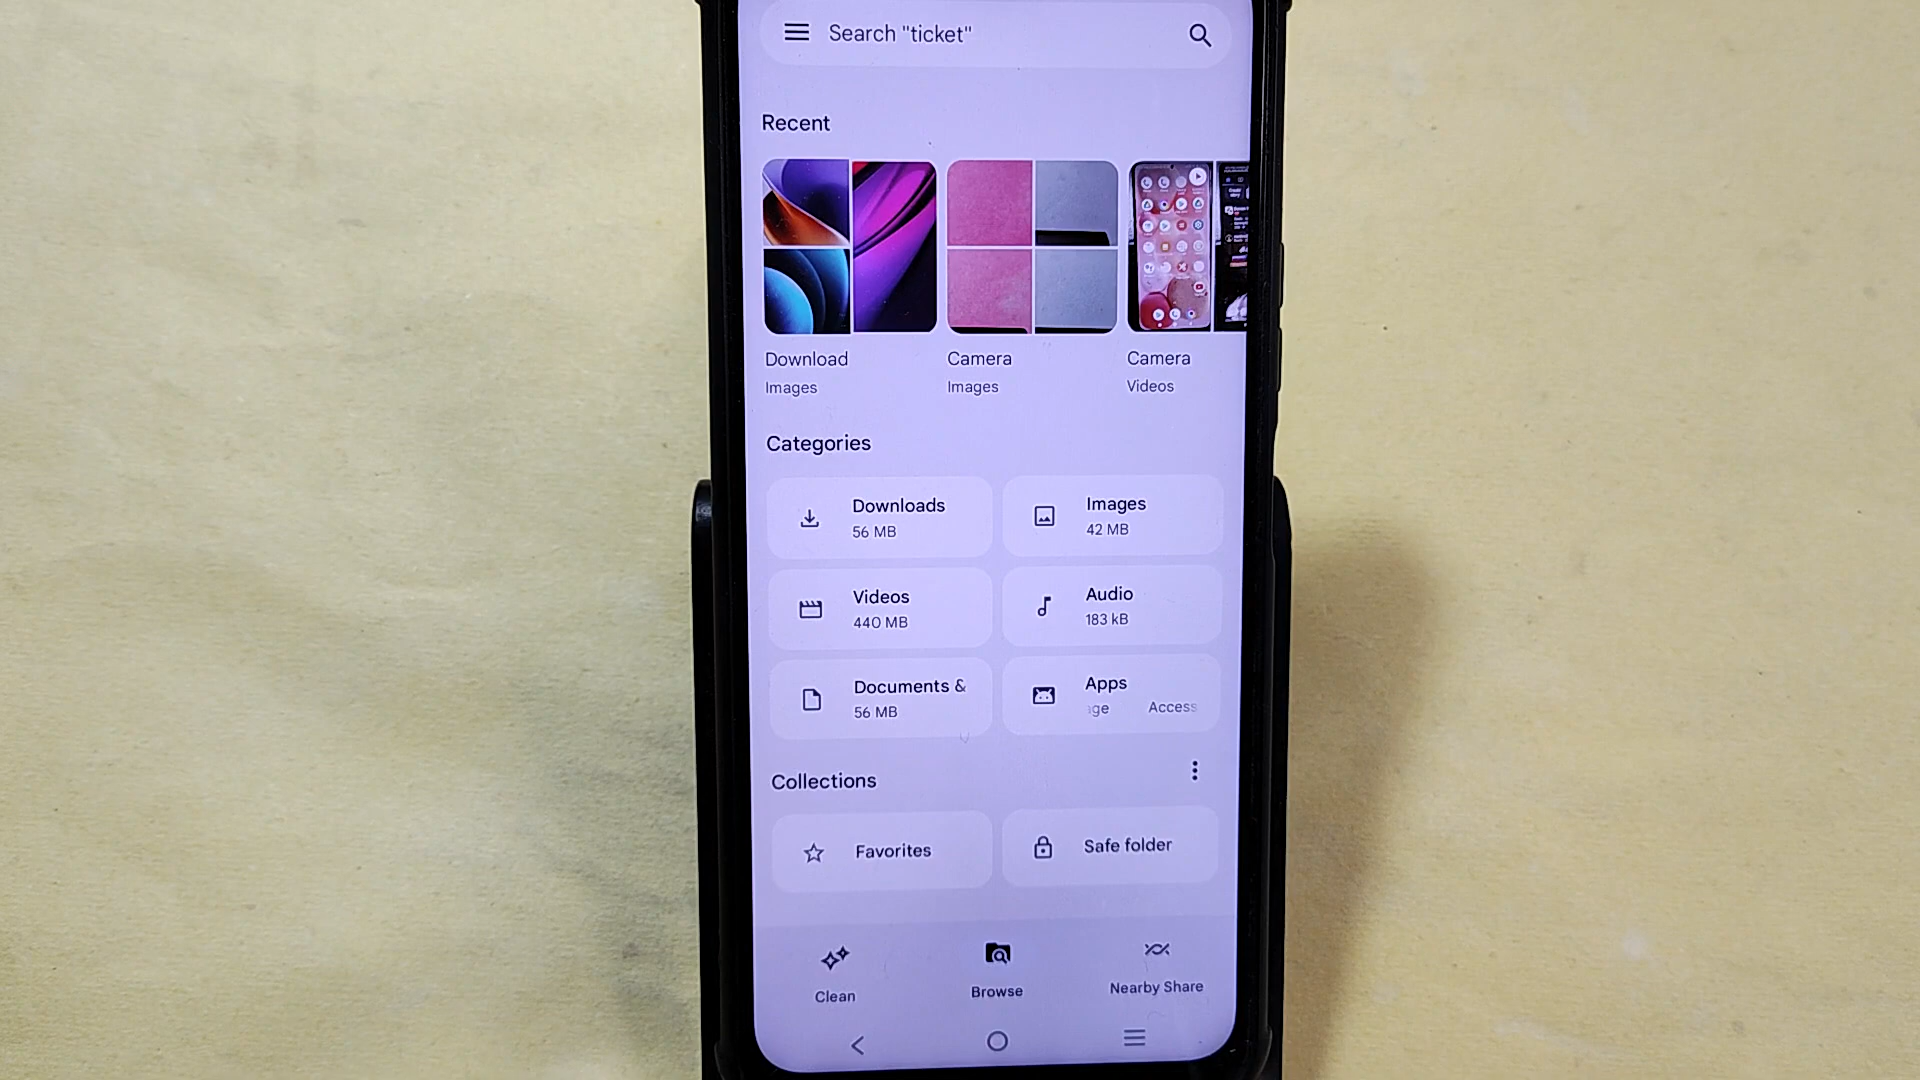 Search "ticket"
Recent
Download
Images
Camera
Images
Camera
Videos
Categories
Downloads
56 MB
Images
42 MB
Videos
440 MB
Audio
183 kB
Documents &
56 MB
Apps
ge Access
Collections
Favorites
Safe folder
Clean
Browse
Nearby Share